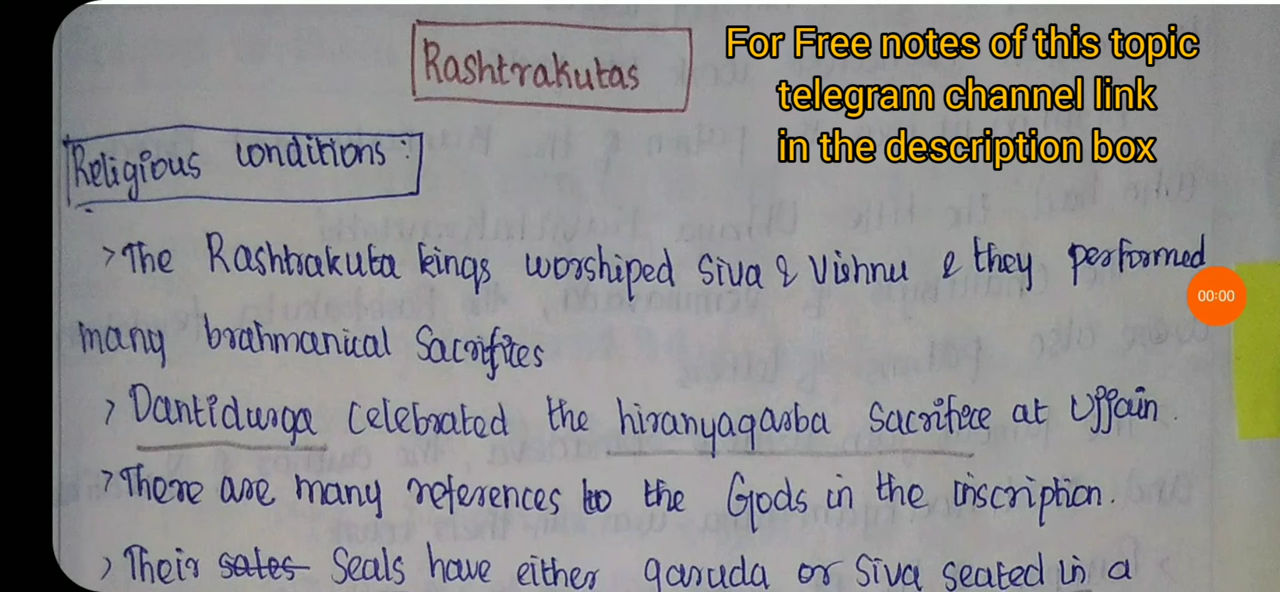 Rashtrakutas
For Free notes of this topic
telegram channel link
in the description box
Religious conditions :
> The Rashtrakuta kings worshiped Siva & Vishnu & they performed
00:00
many brahmanical Sacrifices
> Dantidurga celebrated the hiranyagarba sacrifice at Ujjain.
> There are many references to the Gods in the inscription.
> Their sales Seals have either garuda or Siva seated in a